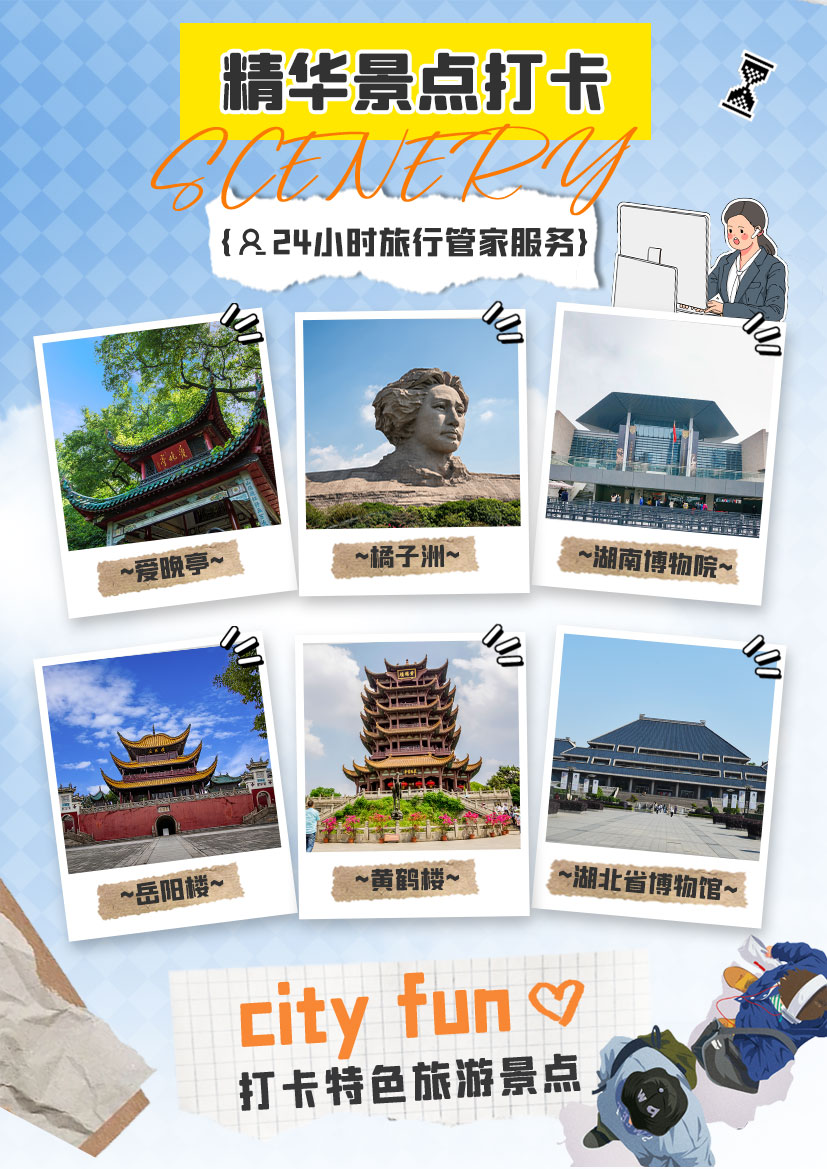 精华景点打卡
SCENERY
{24小时旅行管家服务}
~爱晚亭~
~橘子洲~
~湖南博物院~
~岳阳楼~
~黄鹤楼~
~湖北省博物馆~
city fun
打卡特色旅游景点